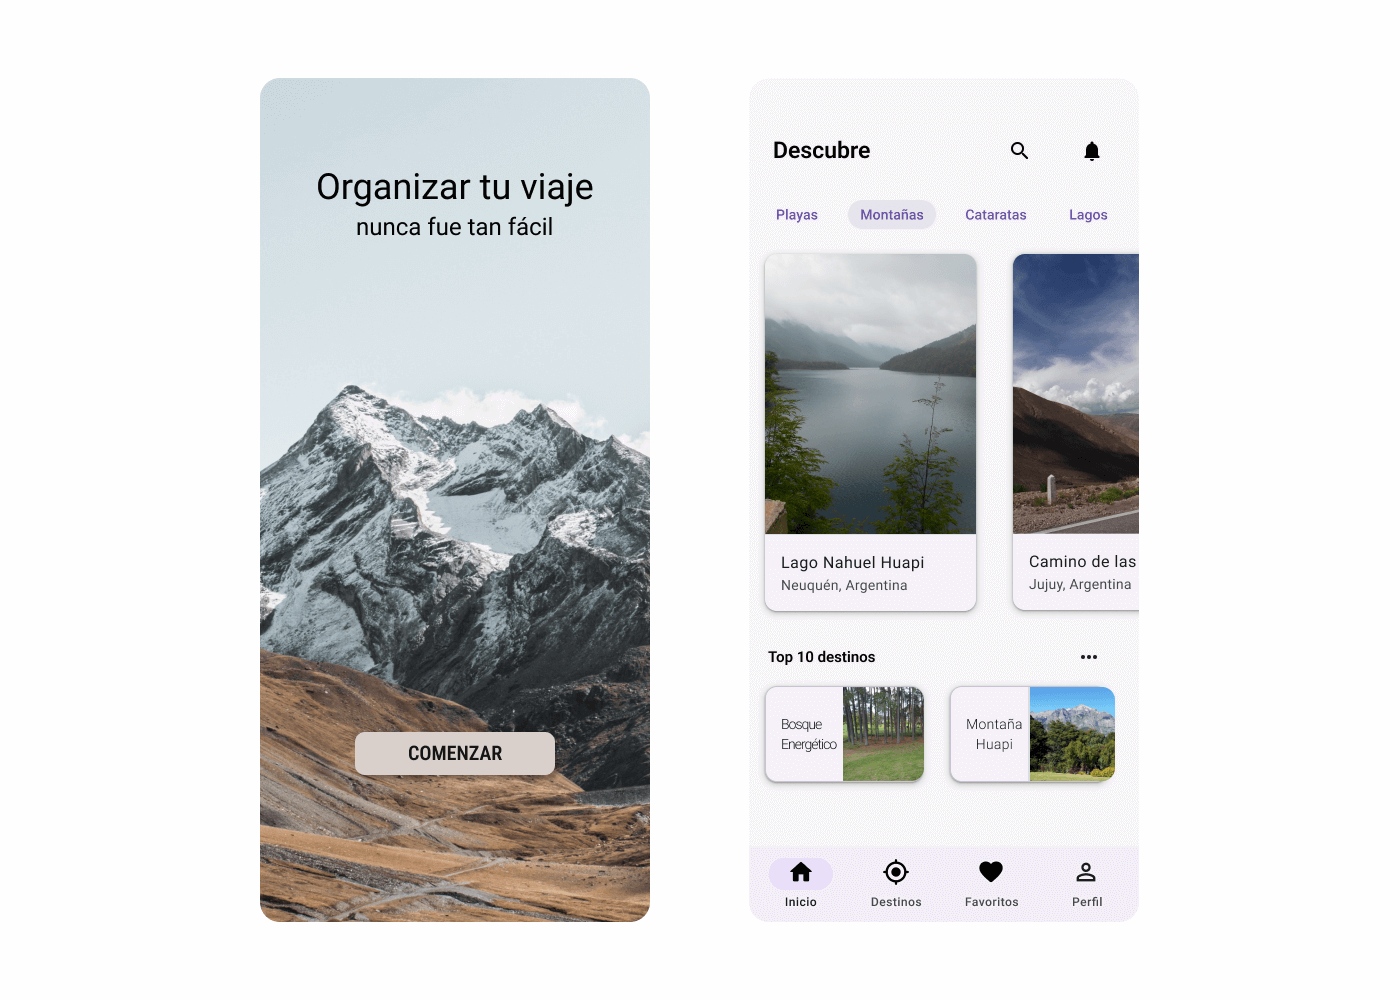 Organizar tu viaje
nunca fue tan fácil
COMENZAR
Descubre
Playas
Montañas
Cataratas
Lagos
Lago Nahuel Huapi
Neuquén, Argentina
Camino de las
Jujuy, Argentina
Top 10 destinos
Bosque
Energético
Montaña
Huapi
Inicio
Destinos
Favoritos
Perfil